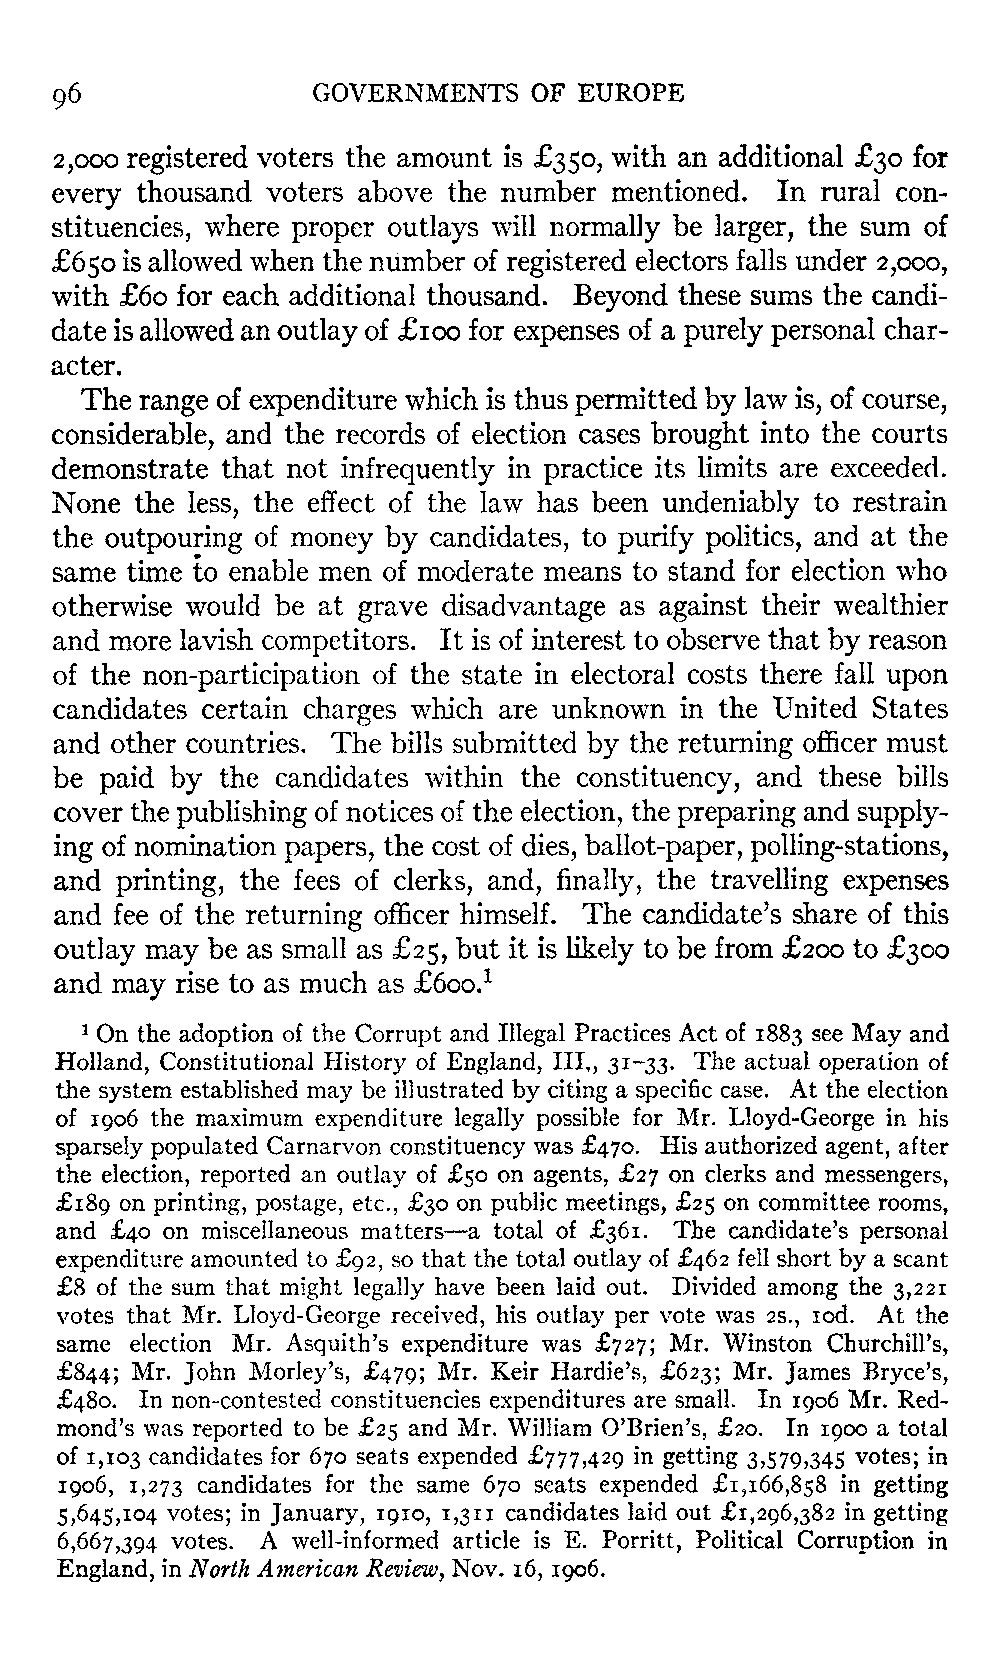 96 GOVERNMENTS OF EUROPE
2,000 registered voters the amount is £350, with an additional £30 for
every thousand voters above the number mentioned. In rural con-
stituencies, where proper outlays will normally be larger, the sum of
£650 is allowed when the number of registered electors falls under 2,000,
with £60 for each additional thousand. Beyond these sums the candi-
date is allowed an outlay of £100 for expenses of a purely personal char-
acter.
The range of expenditure which is thus permitted by law is, of course,
considerable, and the records of election cases brought into the courts
demonstrate that not infrequently in practice its limits are exceeded.
None the less, the effect of the law has been undeniably to restrain
the outpouring of money by candidates, to purify politics, and at the
same time to enable men of moderate means to stand for election who
otherwise would be at grave disadvantage as against their wealthier
and more lavish competitors. It is of interest to observe that by reason
of the non-participation of the state in electoral costs there fall upon
candidates certain charges which are unknown in the United States
and other countries. The bills submitted by the returning officer must
be paid by the candidates within the constituency, and these bills
cover the publishing of notices of the election, the preparing and supply-
ing of nomination papers, the cost of dies, ballot-paper, polling-stations,
and printing, the fees of clerks, and, finally, the travelling expenses
and fee of the returning officer himself. The candidate's share of this
outlay may be as small as £25, but it is likely to be from £200 to £300
and may rise to as much as £600.¹
¹ On the adoption of the Corrupt and Illegal Practices Act of 1883 see May and
Holland, Constitutional History of England, III., 31–33. The actual operation of
the system established may be illustrated by citing a specific case. At the election
of 1906 the maximum expenditure legally possible for Mr. Lloyd-George in his
sparsely populated Carnarvon constituency was £470. His authorized agent, after
the election, reported an outlay of £50 on agents, £27 on clerks and messengers,
£189 on printing, postage, etc., £30 on public meetings, £25 on committee rooms,
and £40 on miscellaneous matters—a total of £361. The candidate's personal
expenditure amounted to £92, so that the total outlay of £462 fell short by a scant
£8 of the sum that might legally have been laid out. Divided among the 3,221
votes that Mr. Lloyd-George received, his outlay per vote was 2s., 10d. At the
same election Mr. Asquith's expenditure was £727; Mr. Winston Churchill's,
£844; Mr. John Morley's, £479; Mr. Keir Hardie's, £623; Mr. James Bryce's,
£480. In non-contested constituencies expenditures are small. In 1906 Mr. Red-
mond's was reported to be £25 and Mr. William O'Brien's, £20. In 1900 a total
of 1,103 candidates for 670 seats expended £777,429 in getting 3,579,345 votes; in
1906, 1,273 candidates for the same 670 seats expended £1,166,858 in getting
5,645,104 votes; in January, 1910, 1,311 candidates laid out £1,296,382 in getting
6,667,394 votes. A well-informed article is E. Porritt, Political Corruption in
England, in North American Review, Nov. 16, 1906.